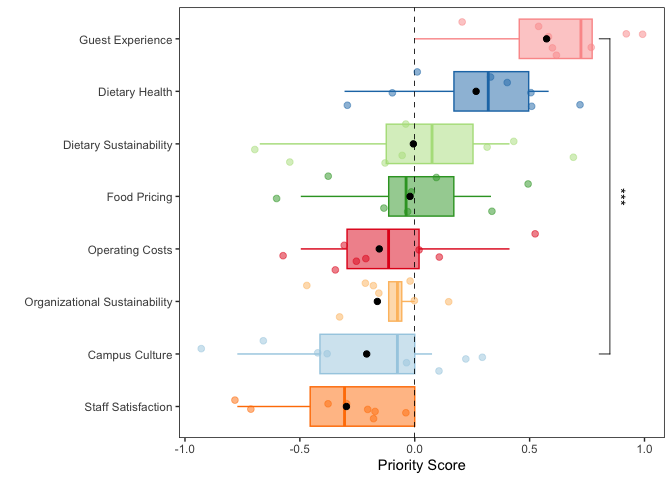 Guest Experience
Dietary Health
Dietary Sustainability
Food Pricing
Operating Costs
Organizational Sustainability
Campus Culture
Staff Satisfaction
***
-1.0 -0.5 0.0 0.5 1.0
Priority Score